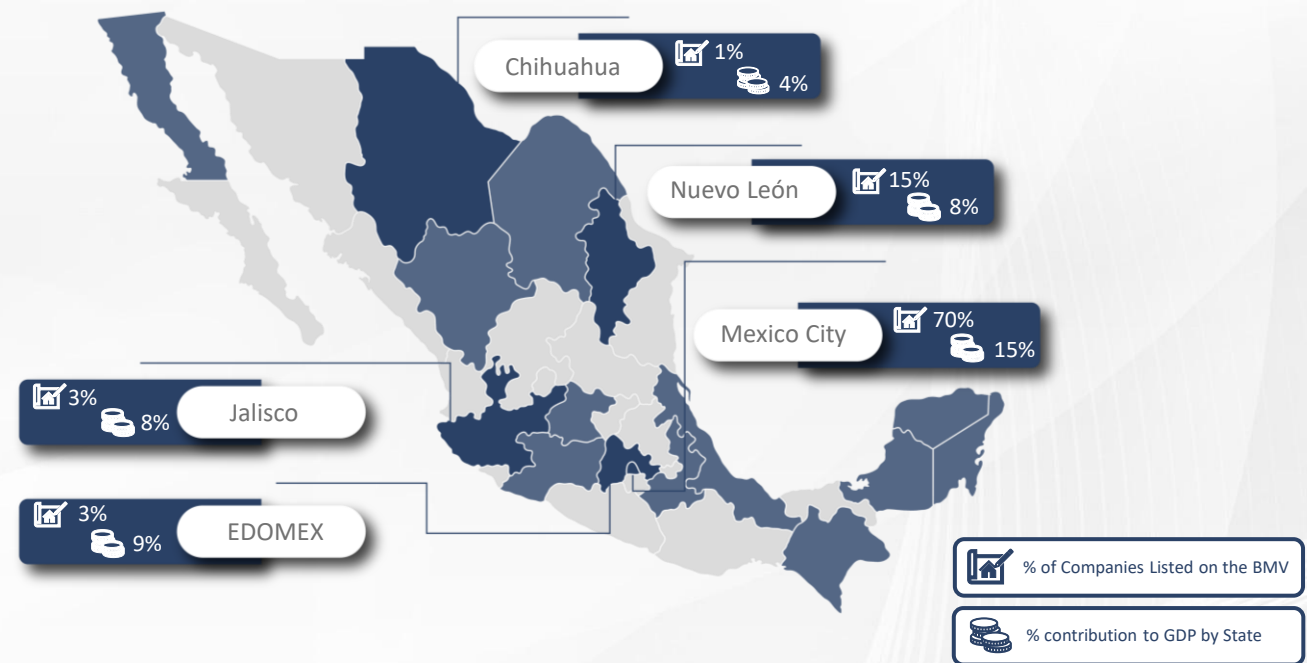 Chihuahua
1%
4%
Nuevo León
15%
8%
Mexico City
70%
15%
3%
8%
Jalisco
3%
9%
EDOMEX
% of Companies Listed on the BMV
% contribution to GDP by State